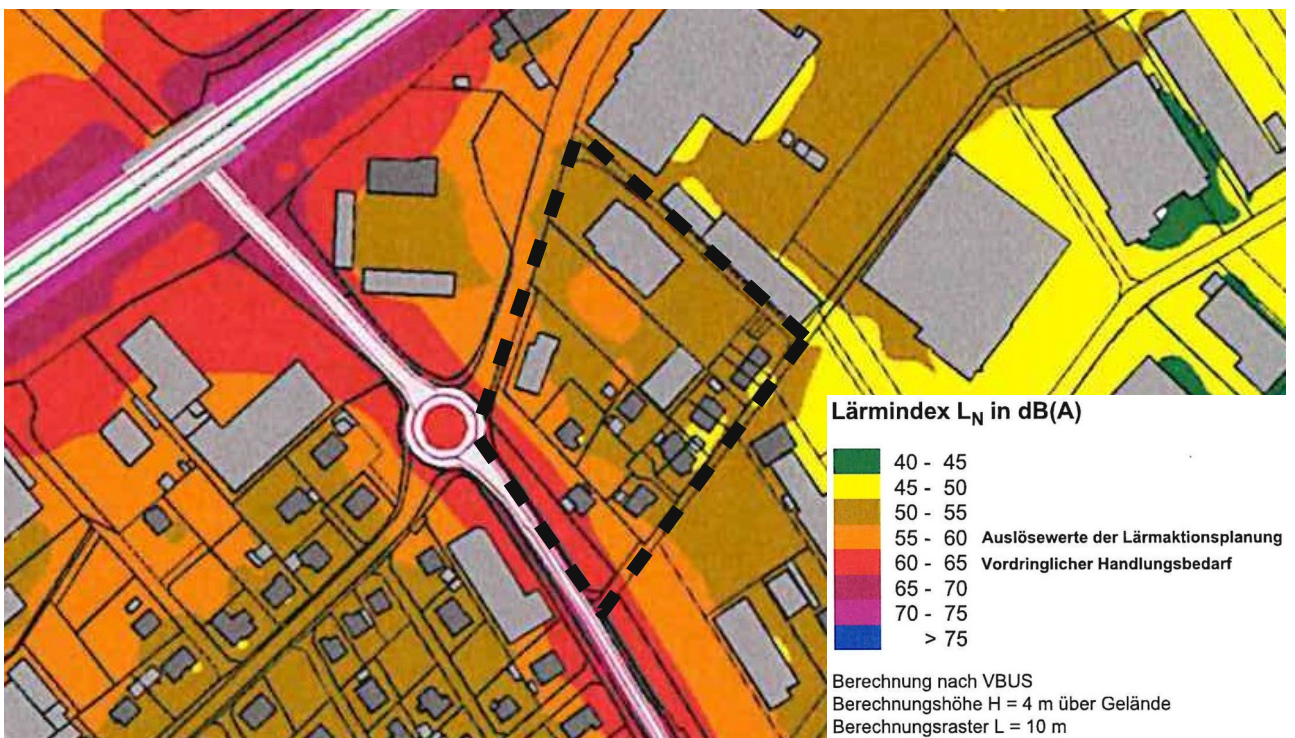 Lärmindex L_N in dB(A)
40 - 45
45 - 50
50 - 55
55 - 60 Auslösewerte der Lärmaktionsplanung
60 - 65 Vordringlicher Handlungsbedarf
65 - 70
70 - 75
> 75
Berechnung nach VBUS
Berechnungshöhe H = 4 m über Gelände
Berechnungsraster L = 10 m